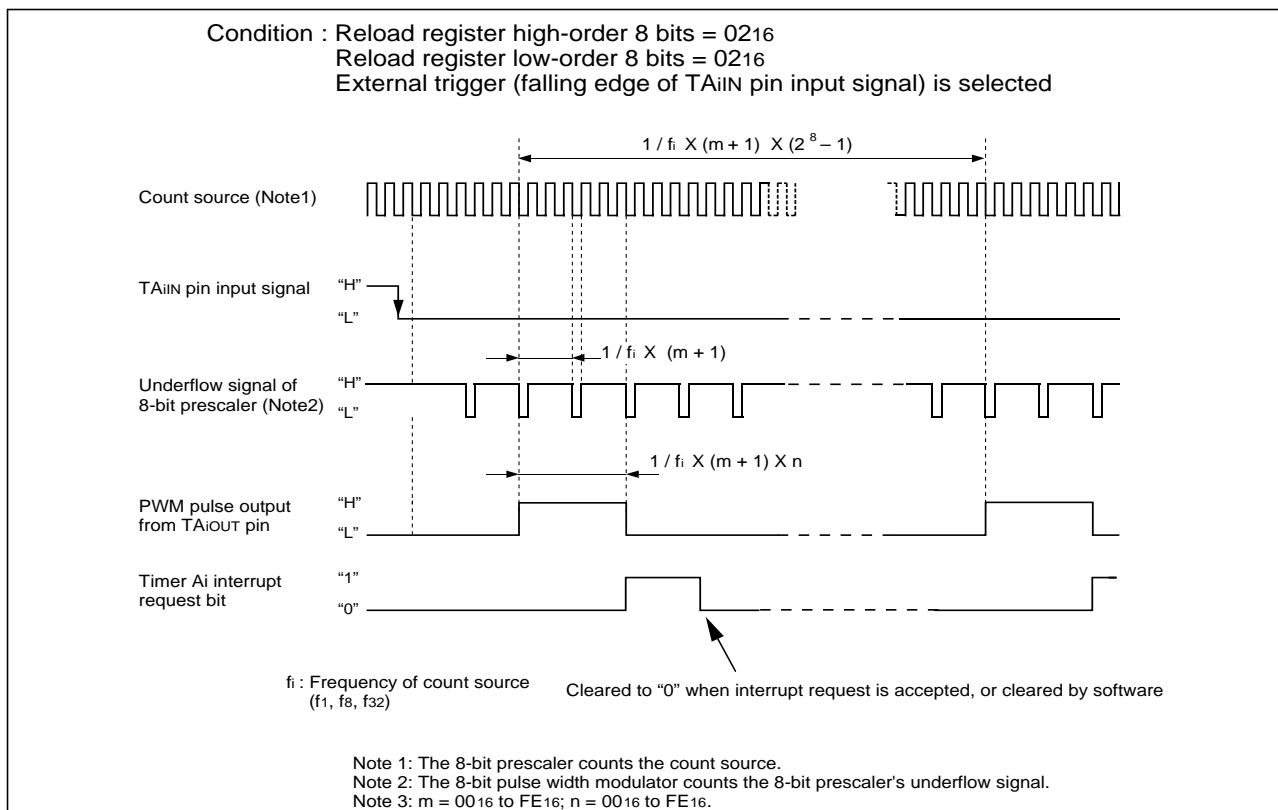 Condition : Reload register high-order 8 bits = 0216
Reload register low-order 8 bits = 0216
External trigger (falling edge of TAiIN pin input signal) is selected
1 / fi X (m + 1) X (2 8 – 1)
Count source (Note1)
TAiIN pin input signal
“H”
“L”
1 / fi X (m + 1)
Underflow signal of
8-bit prescaler (Note2)
“H”
“L”
1 / fi X (m + 1) X n
PWM pulse output
from TAiOUT pin
“H”
“L”
Timer Ai interrupt
request bit
“1”
“0”
fi : Frequency of count source
(f1, f8, f32)
Cleared to “0” when interrupt request is accepted, or cleared by software
Note 1: The 8-bit prescaler counts the count source.
Note 2: The 8-bit pulse width modulator counts the 8-bit prescaler's underflow signal.
Note 3: m = 0016 to FE16; n = 0016 to FE16.